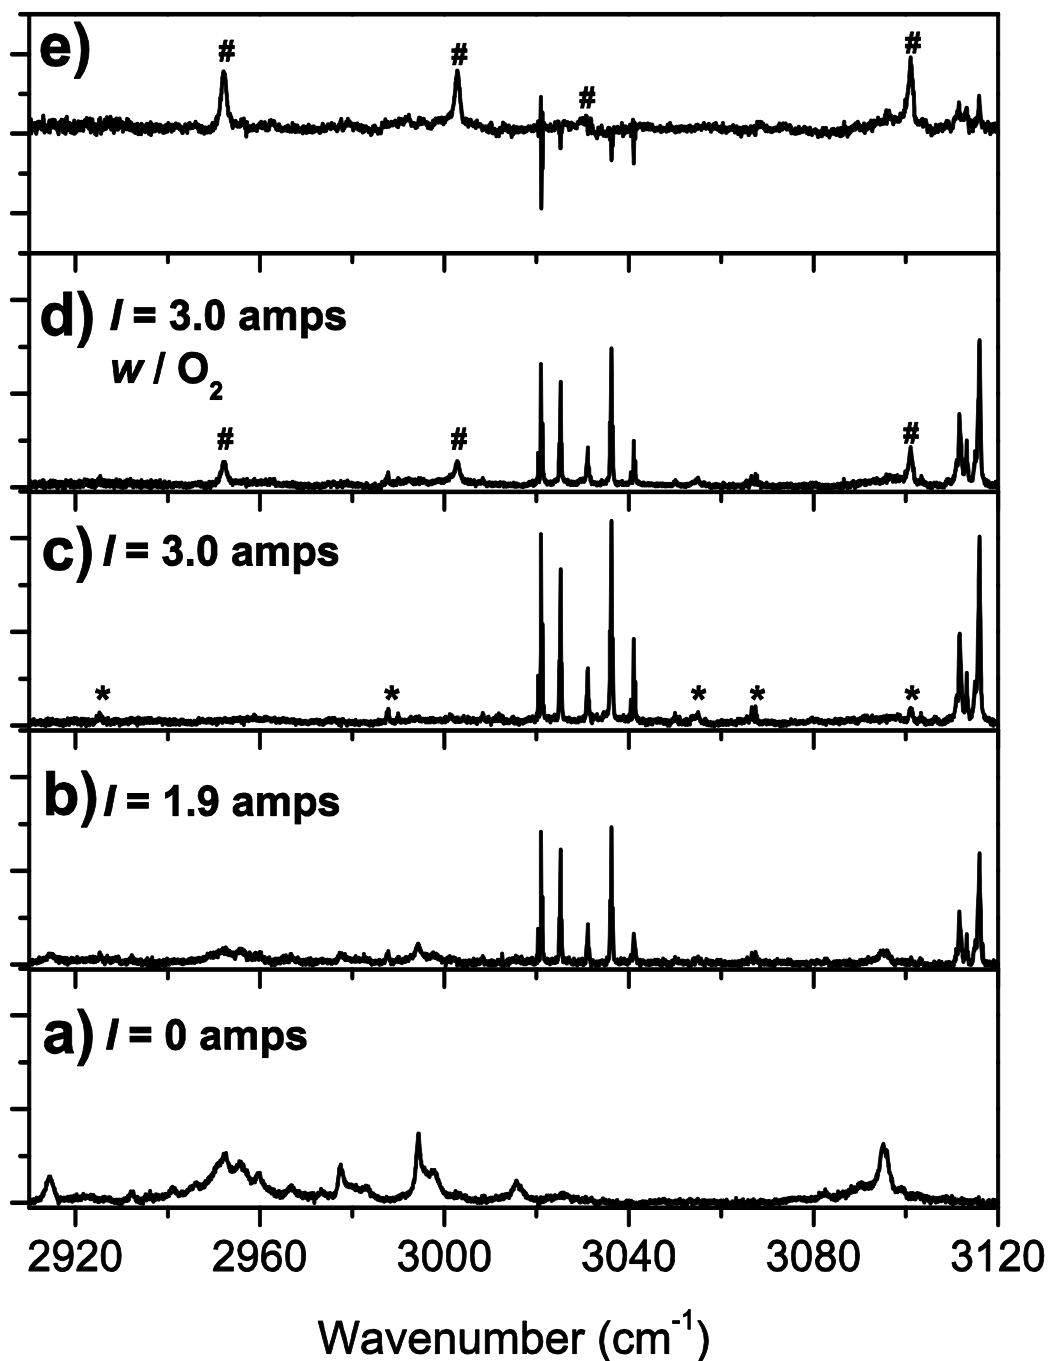 e) # # # #
d) I = 3.0 amps
w / O₂
# # #
c) I = 3.0 amps
* * * * *
b) I = 1.9 amps
a) I = 0 amps
2920 2960 3000 3040 3080 3120
Wavenumber (cm⁻¹)